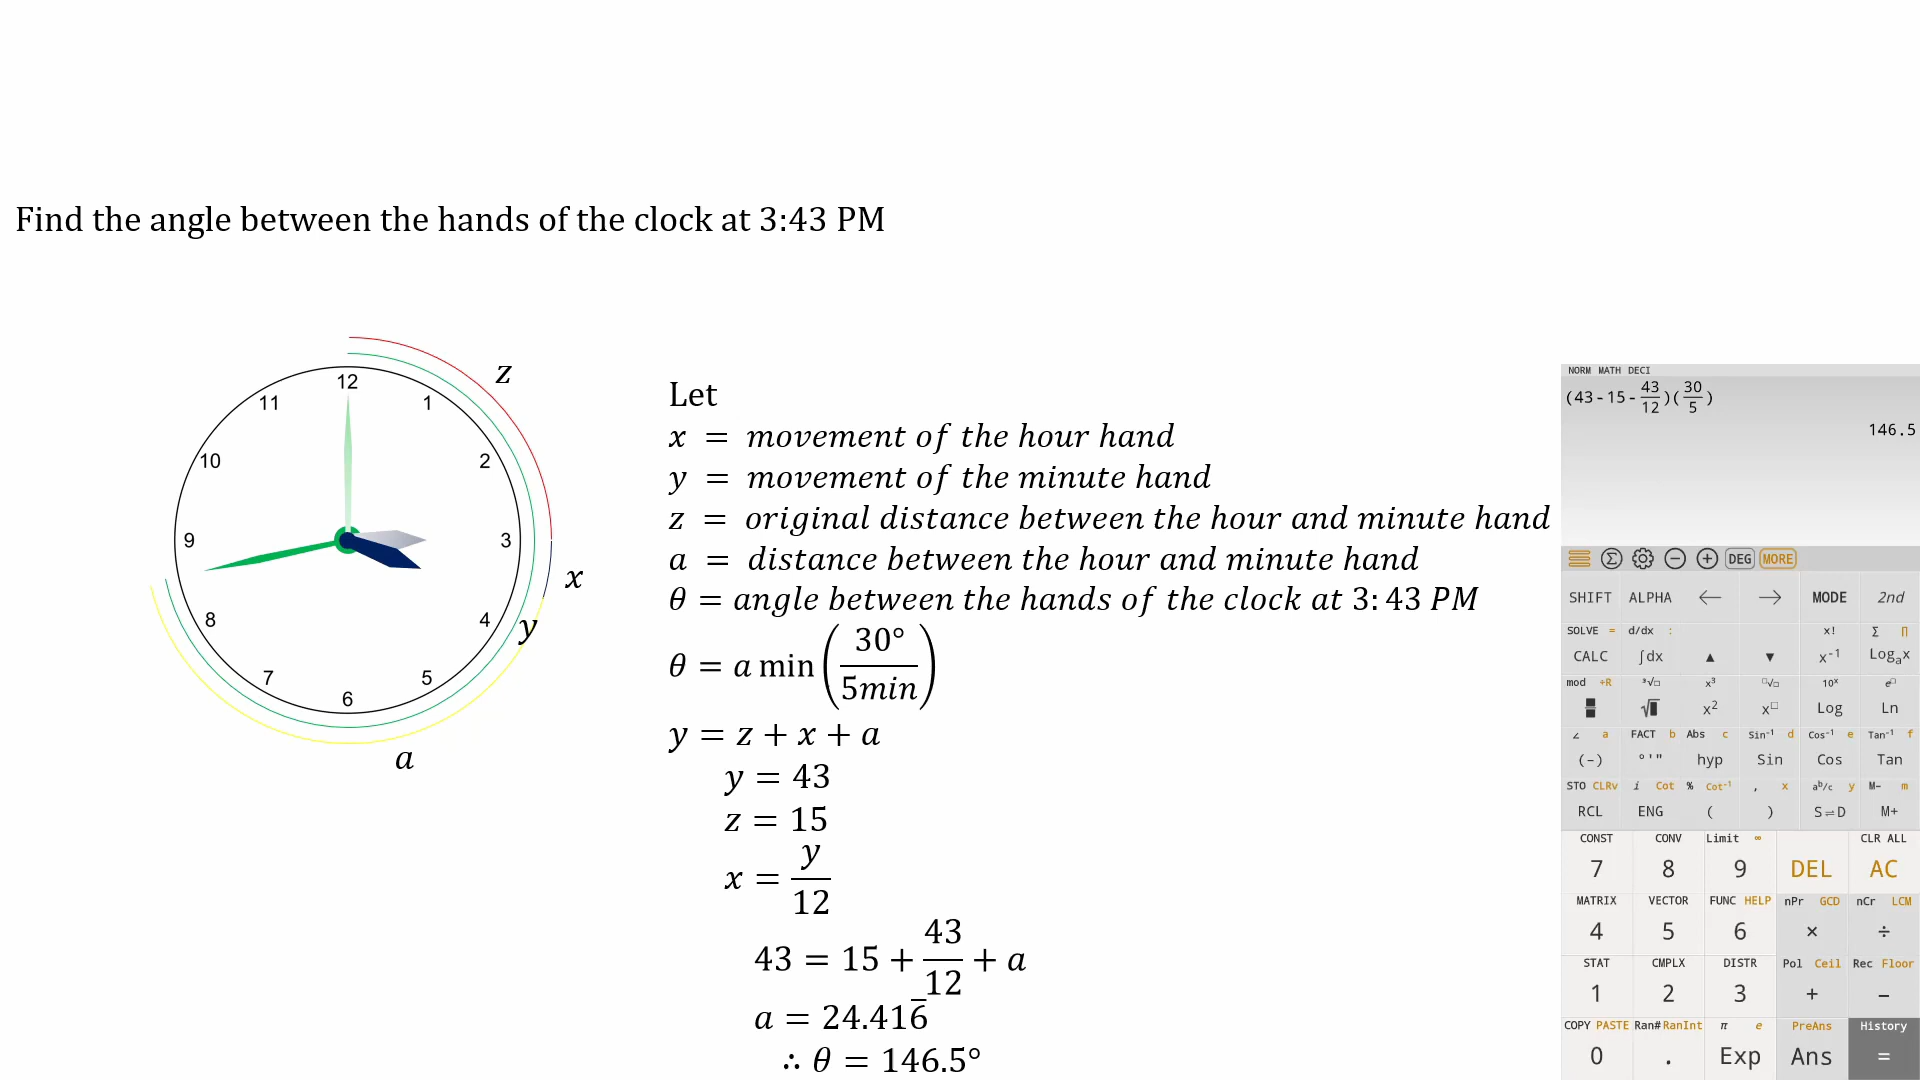 Find the angle between the hands of the clock at 3:43 PM
z
12
11 1
10 2
9 3
x
8 4
y
7 5
6
a
Let
x = movement of the hour hand
y = movement of the minute hand
z = original distance between the hour and minute hand
a = distance between the hour and minute hand
θ = angle between the hands of the clock at 3:43 PM
θ = a min (30°/5min)
y = z + x + a
y = 43
z = 15
x = y/12
43 = 15 + 43/12 + a
a = 24.416̅
∴ θ = 146.5°
NORM MATH DECI
(43-15-43/12)(30/5)
146.5
DEG MORE
SHIFT ALPHA ← → MODE 2nd
SOLVE = d/dx : x! Σ ∏
CALC ∫dx ▲ ▼ x⁻¹ Logₐx
mod ÷R ³√□ x³ □√□ 10ˣ e□
√ x² x□ Log Ln
∠ a FACT b Abs c Sin⁻¹ d Cos⁻¹ e Tan⁻¹ f
(−) °'" hyp Sin Cos Tan
STO CLRv i Cot % Cot⁻¹ , x aᵇ/c y M− m
RCL ENG ( ) S⇌D M+
CONST CONV Limit ∞ CLR ALL
7 8 9 DEL AC
MATRIX VECTOR FUNC HELP nPr GCD nCr LCM
4 5 6 × ÷
STAT CMPLX DISTR Pol Ceil Rec Floor
1 2 3 + −
COPY PASTE Ran# RanInt π e PreAns History
0 . Exp Ans =